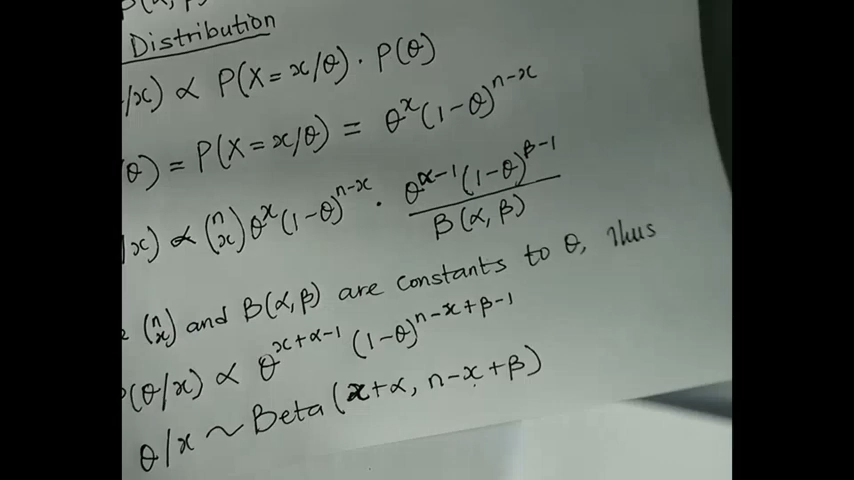 Distribution
/x) ∝ P(X=x/θ) · P(θ)
θ) = P(X=x/θ) = θ^x (1-θ)^{n-x}
/x) ∝ (n x) θ^x (1-θ)^{n-x} · θ^{α-1} (1-θ)^{β-1} / B(α, β)
(n x) and B(α, β) are constants to θ, Thus
P(θ/x) ∝ θ^{x+α-1} (1-θ)^{n-x+β-1}
θ/x ~ Beta (x+α, n-x+β)